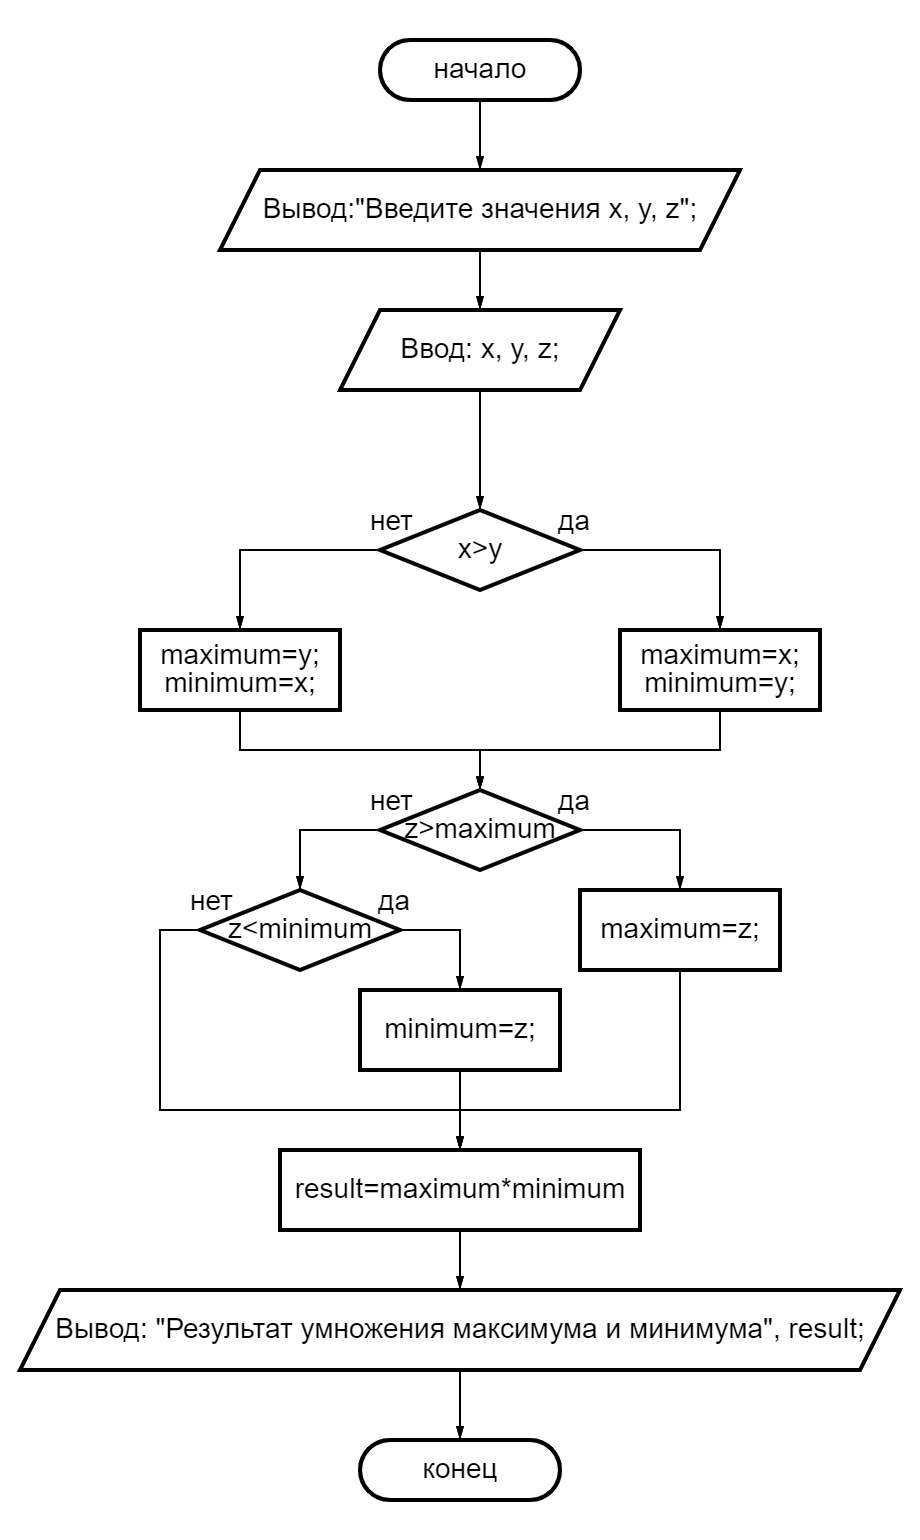 начало
Вывод:"Введите значения x, y, z";
Ввод: x, y, z;
нет
да
x>y
maximum=y;
minimum=x;
maximum=x;
minimum=y;
нет
да
z>maximum
нет
да
z<minimum
maximum=z;
minimum=z;
result=maximum*minimum
Вывод: "Результат умножения максимума и минимума", result;
конец